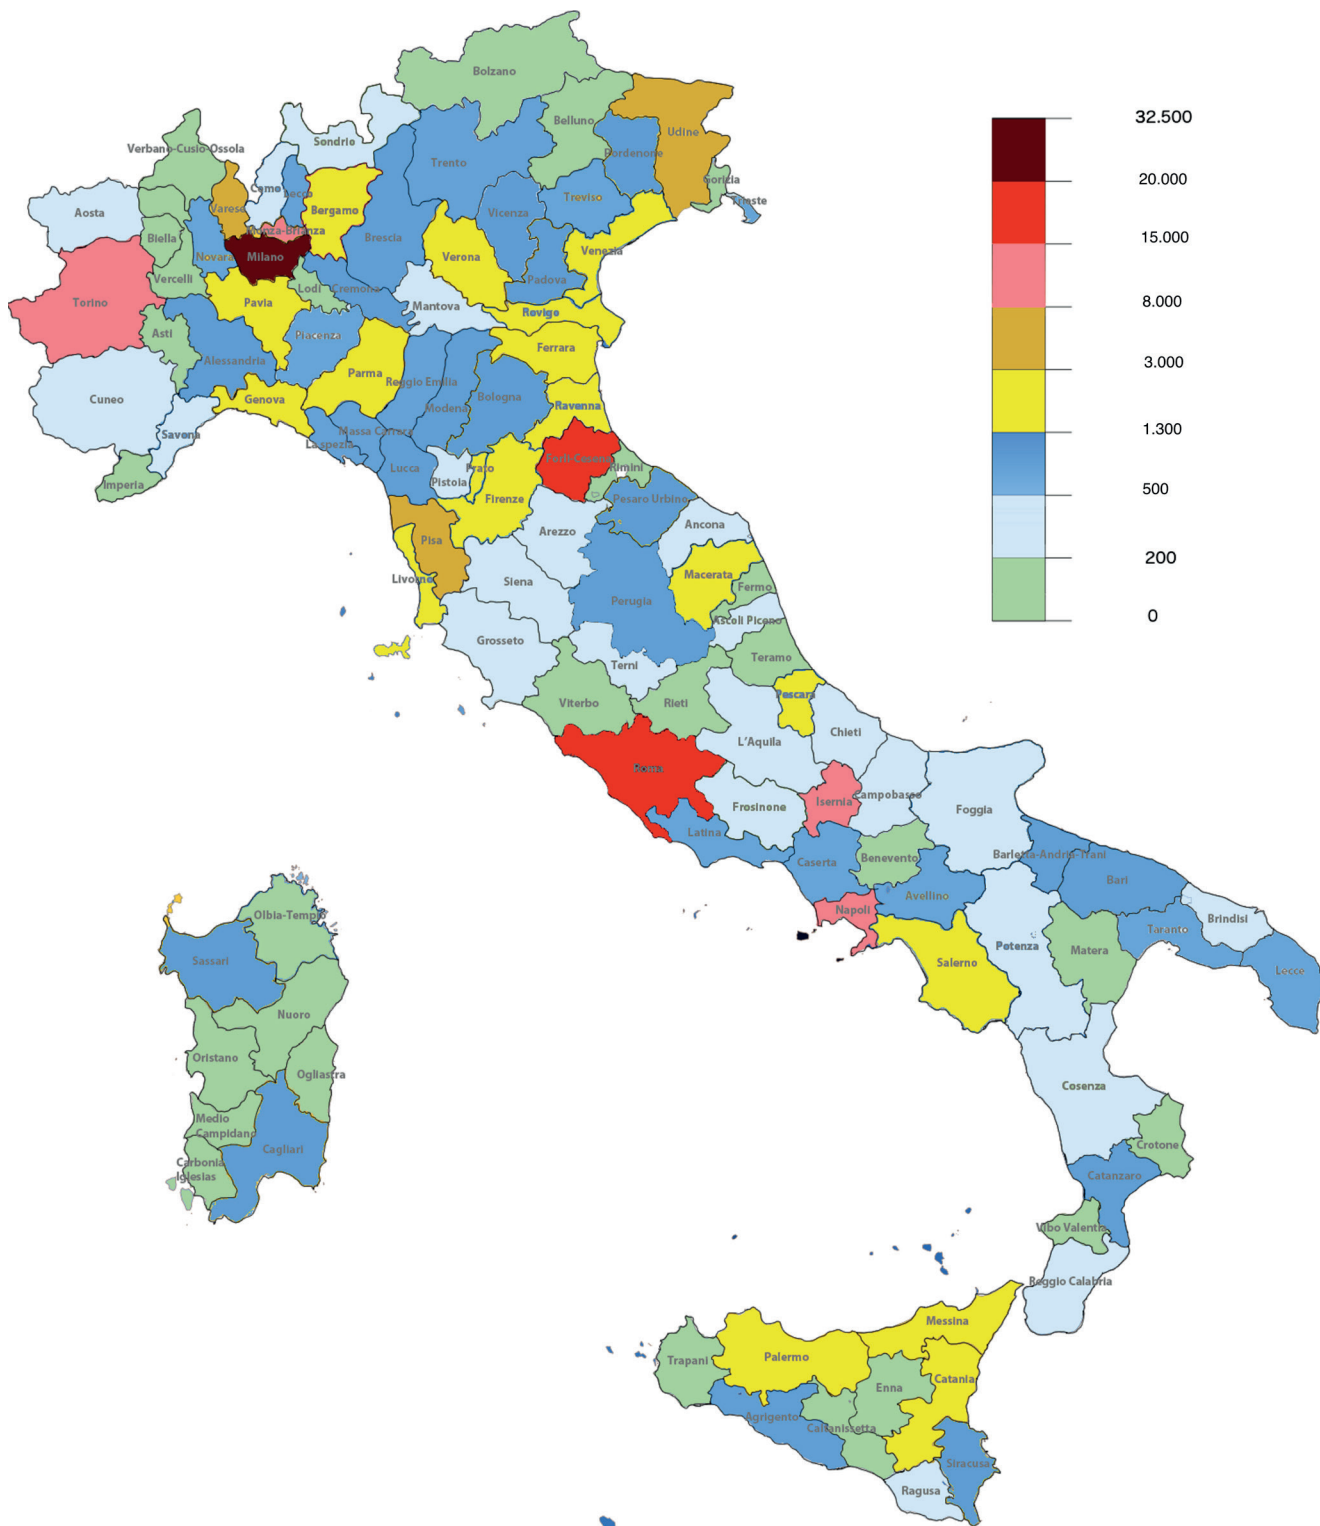 Bolzano
Belluno
Udine
Sondrio
Verbano-Cusio-Ossola
Trento
Pordenone
Gorizia
Como
Lecco
Trieste
Treviso
Aosta
Varese
Bergamo
Vicenza
Monza-Brianza
Biella
Brescia
Novara
Milano
Verona
Venezia
Vercelli
Padova
Lodi
Cremona
Torino
Pavia
Mantova
Rovigo
Asti
Piacenza
Ferrara
Alessandria
Parma
Reggio Emilia
Cuneo
Genova
Bologna
Modena
Ravenna
Savona
Massa Carrara
La spezia
Forlì-Cesena
Lucca
Prato
Rimini
Pistoia
Imperia
Firenze
Pesaro Urbino
Ancona
Arezzo
Pisa
Macerata
Livorno
Siena
Fermo
Perugia
Ascoli Piceno
Grosseto
Teramo
Terni
Pescara
Viterbo
Rieti
Chieti
L'Aquila
Roma
Campobasso
Isernia
Frosinone
Foggia
Latina
Barletta-Andria-Trani
Benevento
Caserta
Bari
Avellino
Napoli
Olbia-Tempio
Brindisi
Taranto
Potenza
Matera
Sassari
Salerno
Lecce
Nuoro
Oristano
Ogliastra
Cosenza
Medio
Campidano
Crotone
Cagliari
Carbonia
Iglesias
Catanzaro
Vibo Valentia
Reggio Calabria
Messina
Palermo
Trapani
Catania
Enna
Agrigento
Caltanissetta
Siracusa
Ragusa
32.500
20.000
15.000
8.000
3.000
1.300
500
200
0